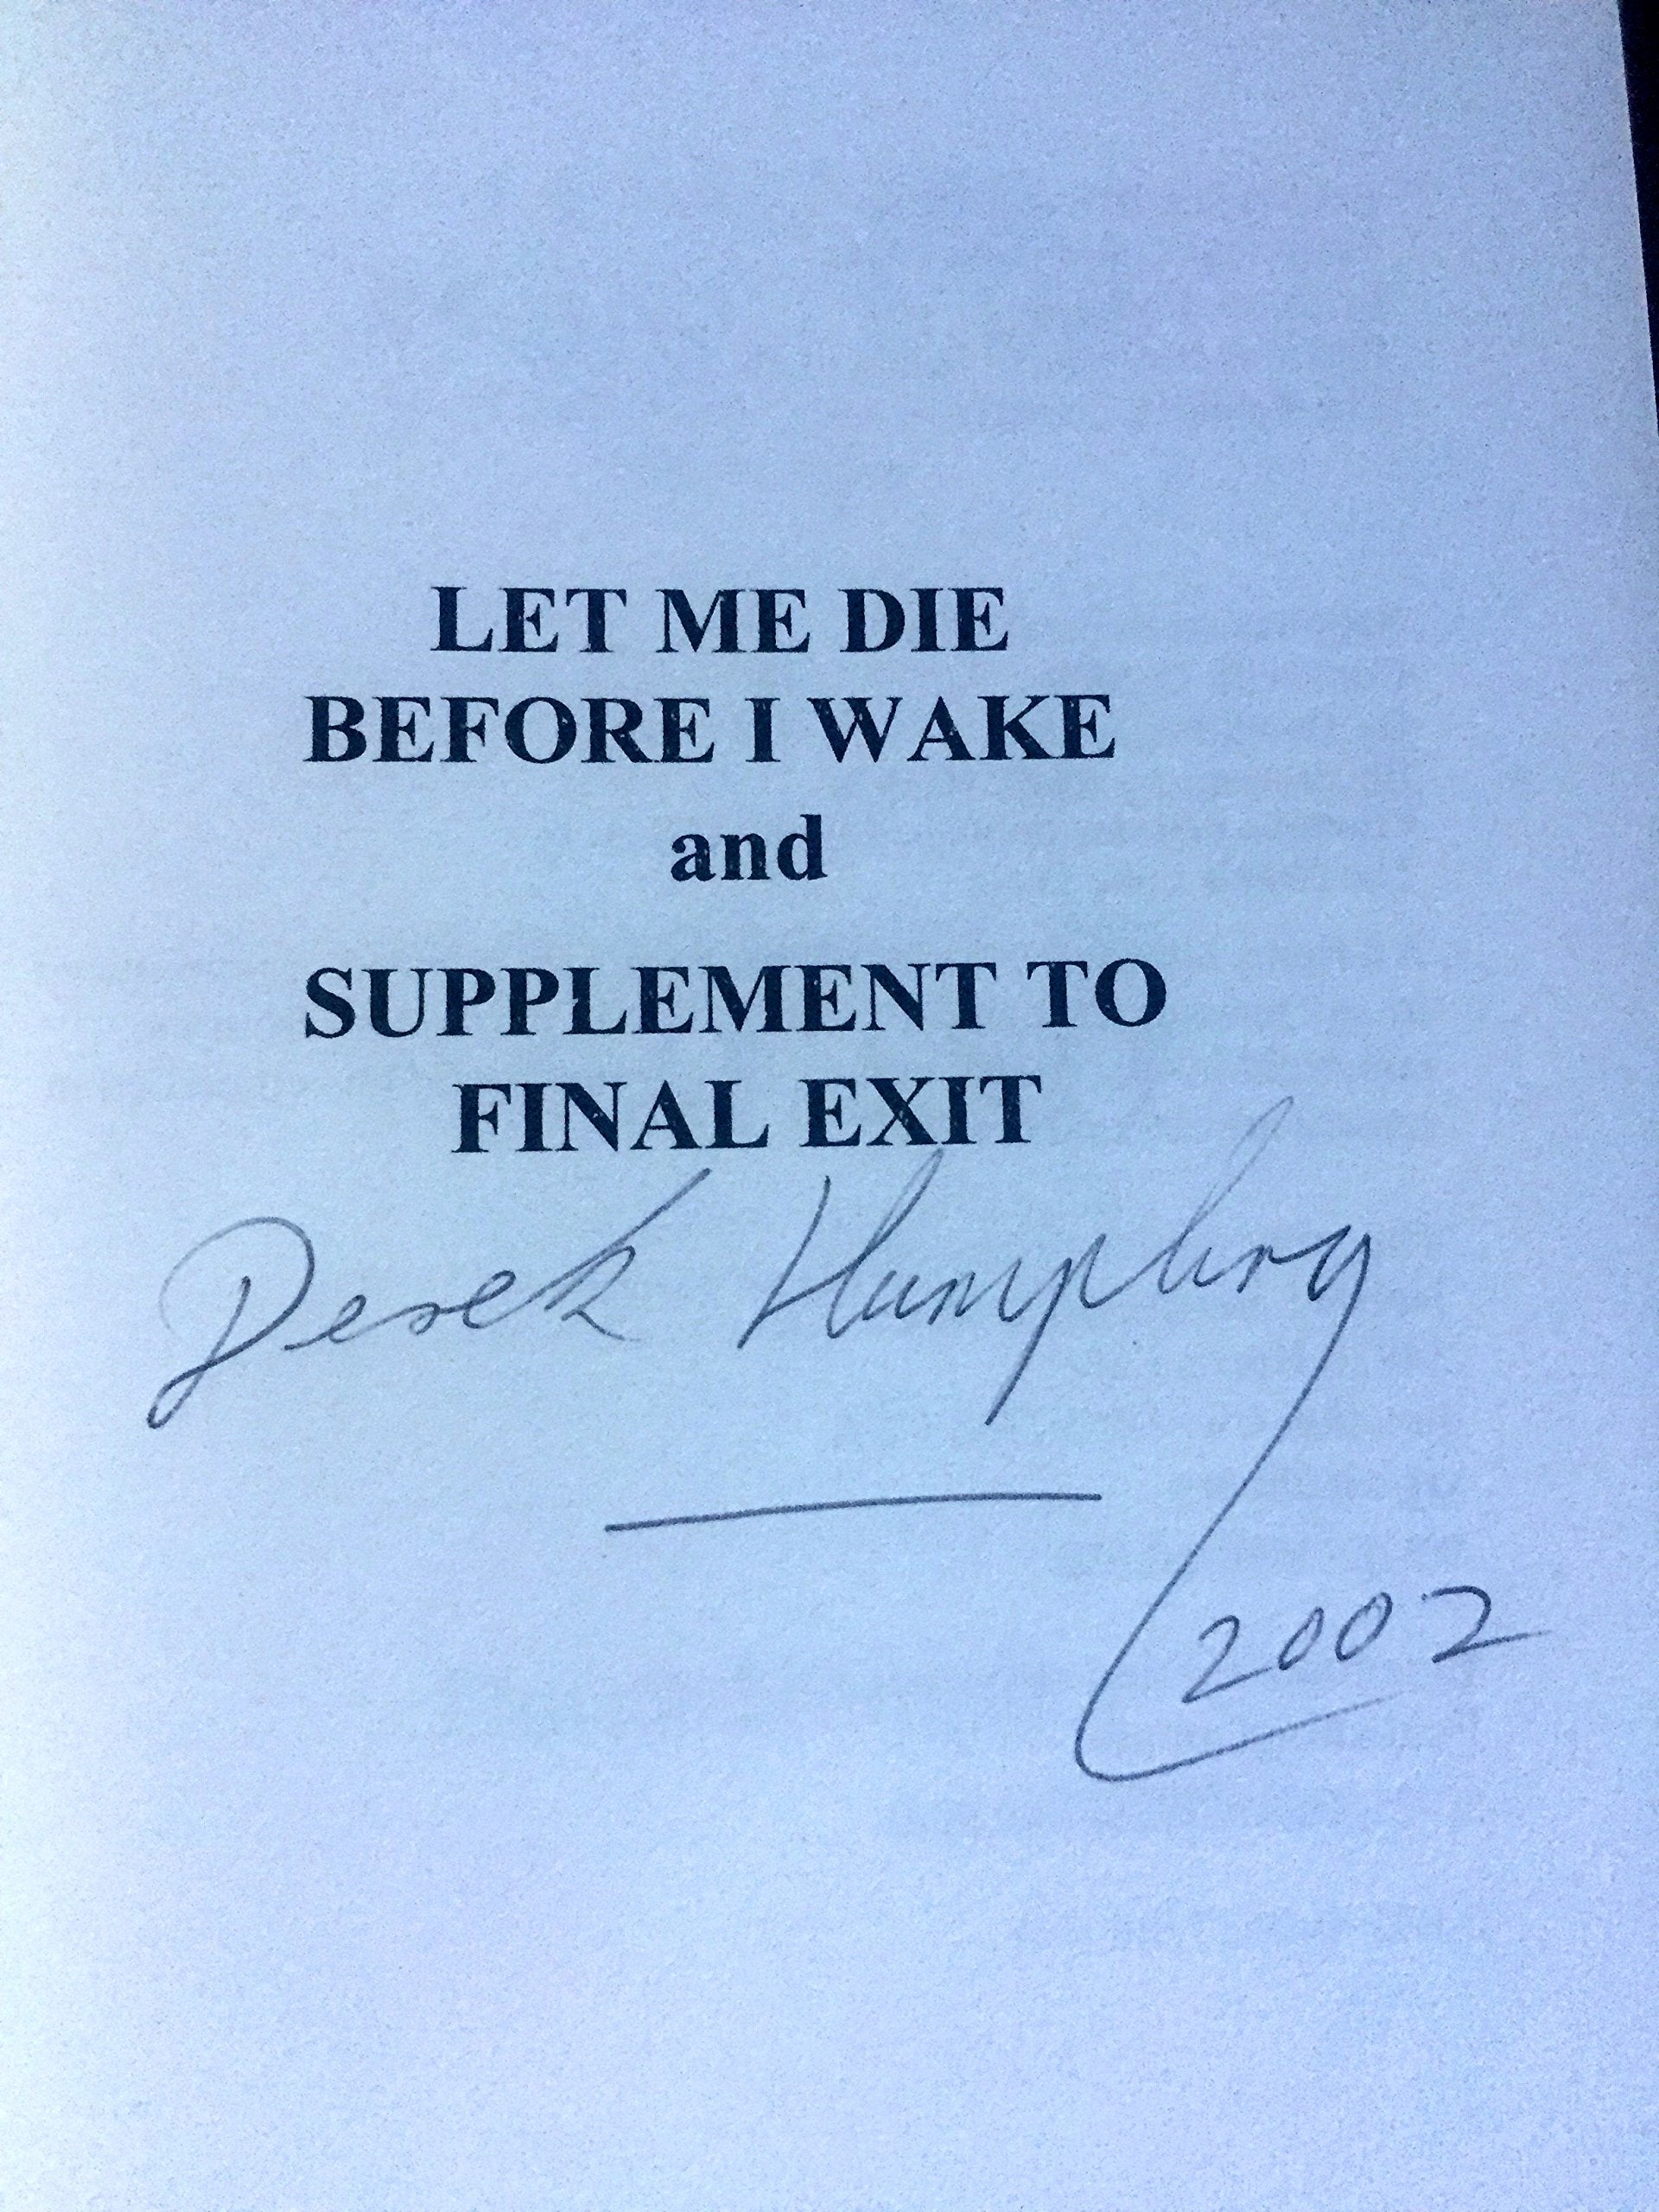 LET ME DIE
BEFORE I WAKE
and
SUPPLEMENT TO
FINAL EXIT
Derek Humphry
2002